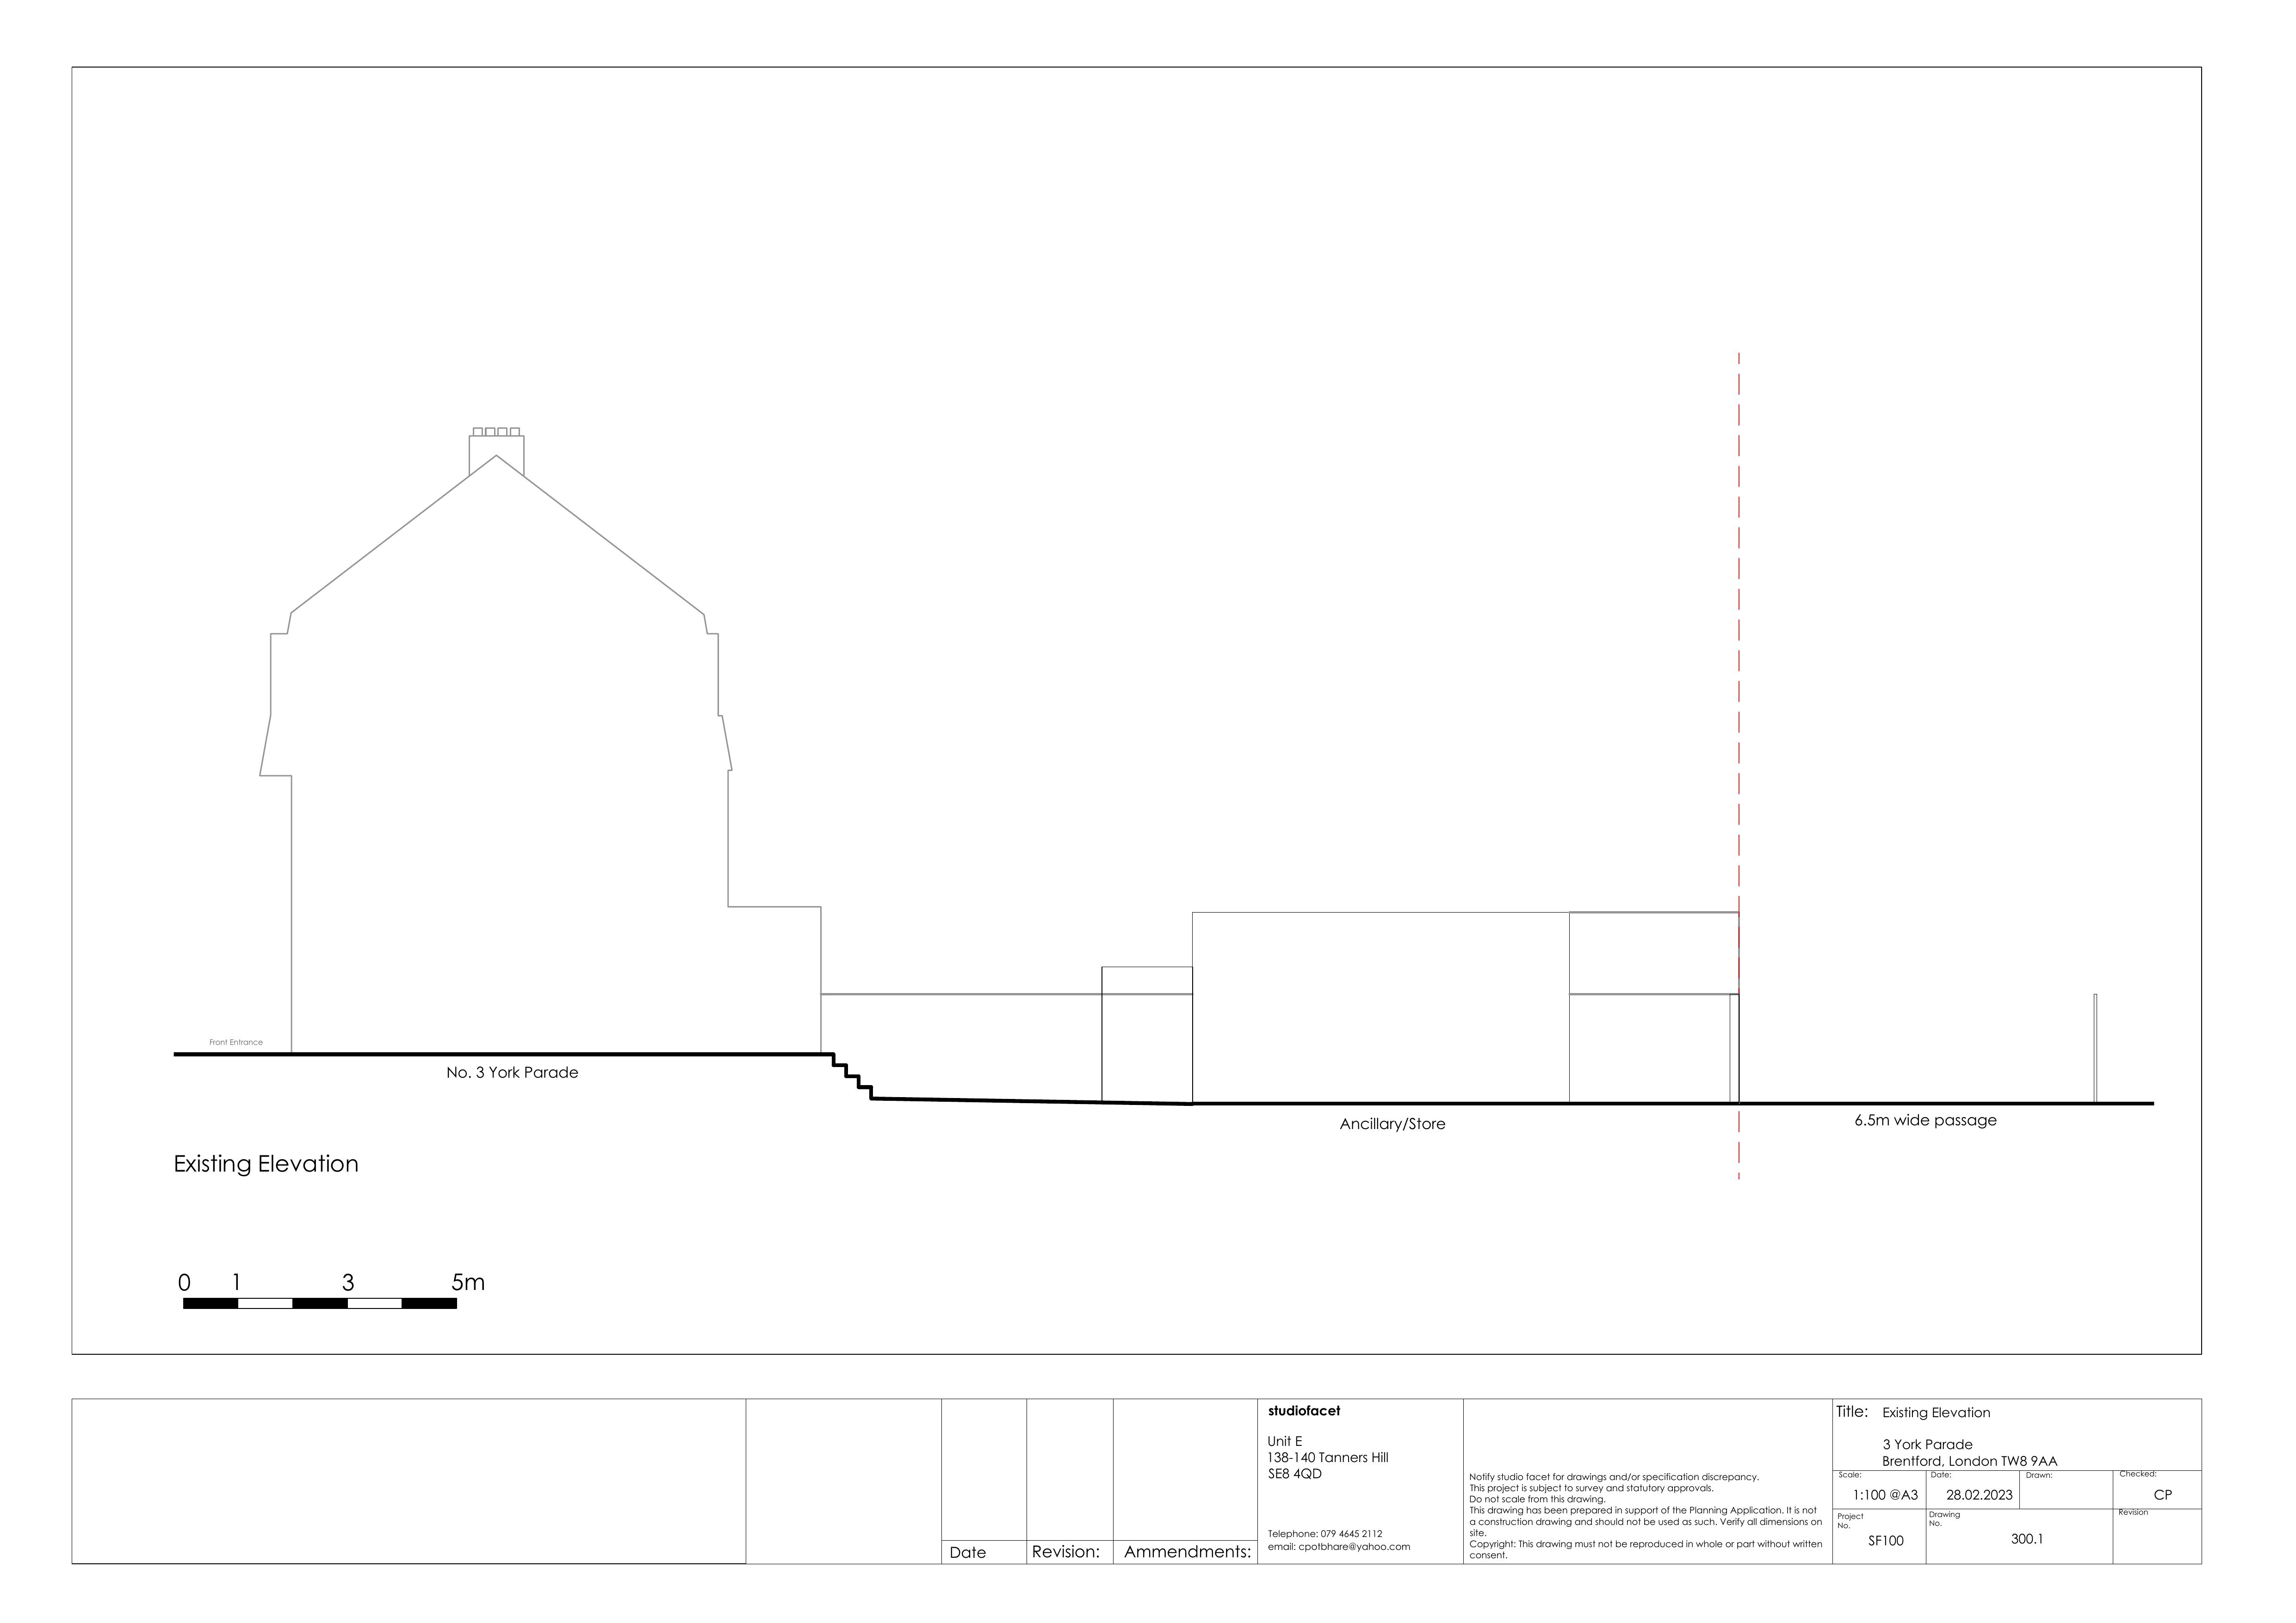 Front Entrance
No. 3 York Parade
Ancillary/Store
6.5m wide passage
Existing Elevation
0 1 3 5m
Date
Revision:
Ammendments:
studiofacet
Unit E
138-140 Tanners Hill
SE8 4QD
Telephone: 079 4645 2112
email: cpotbhare@yahoo.com
Notify studio facet for drawings and/or specification discrepancy.
This project is subject to survey and statutory approvals.
Do not scale from this drawing.
This drawing has been prepared in support of the Planning Application. It is not
a construction drawing and should not be used as such. Verify all dimensions on
site.
Copyright: This drawing must not be reproduced in whole or part without written
consent.
Title: Existing Elevation
3 York Parade
Brentford, London TW8 9AA
Scale:
1:100 @A3
Date:
28.02.2023
Drawn:
Checked:
CP
Project
No.
SF100
Drawing
No.
300.1
Revision